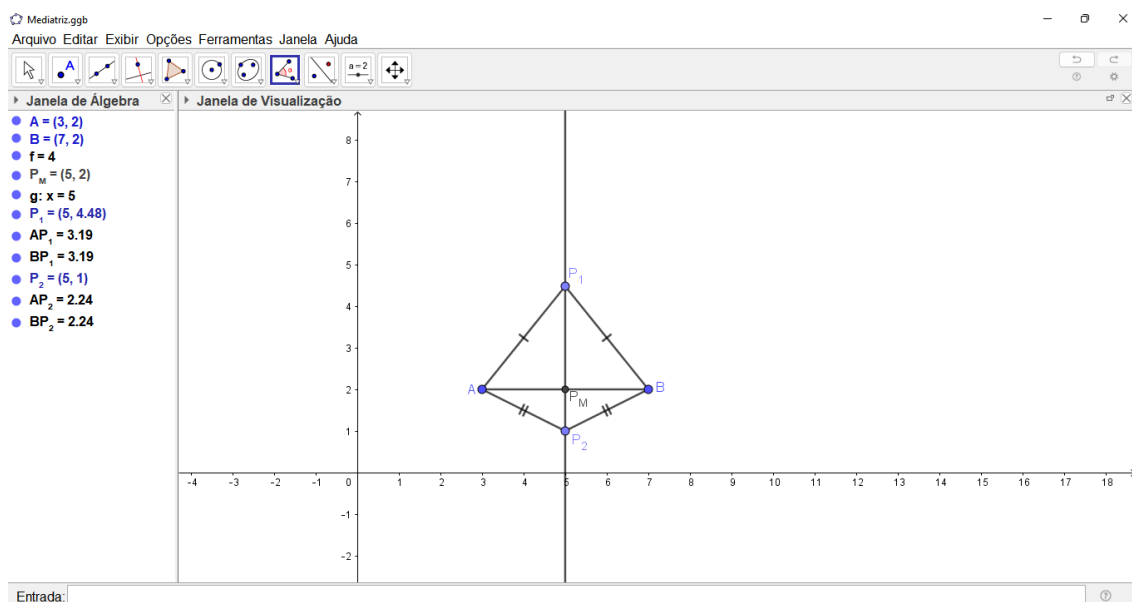 Mediatriz.ggb
Arquivo Editar Exibir Opções Ferramentas Janela Ajuda
A
a=2
Janela de Álgebra
Janela de Visualização
A = (3, 2)
B = (7, 2)
f = 4
P_M = (5, 2)
g: x = 5
P_1 = (5, 4.48)
AP_1 = 3.19
BP_1 = 3.19
P_2 = (5, 1)
AP_2 = 2.24
BP_2 = 2.24
8
7
6
5
4
3
2
1
-1
-2
P_1
A
B
P_M
P_2
-4 -3 -2 -1 0 1 2 3 4 5 6 7 8 9 10 11 12 13 14 15 16 17 18
Entrada: